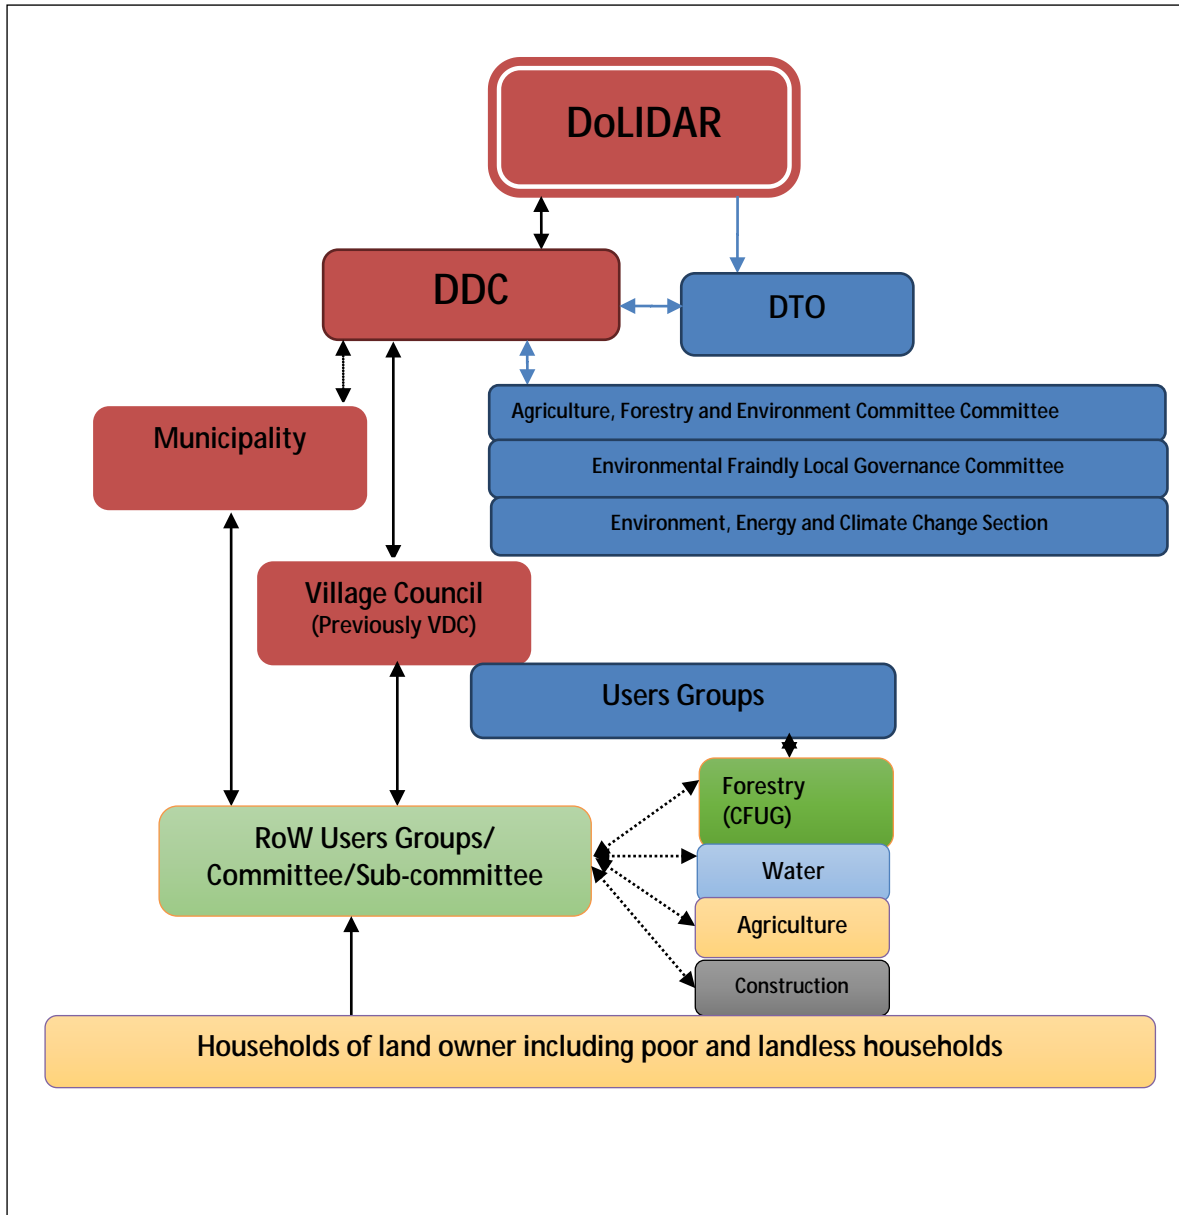 DoLIDAR
DDC
DTO
Agriculture, Forestry and Environment Committee Committee
Municipality
Environmental Fraindly Local Governance Committee
Environment, Energy and Climate Change Section
Village Council
(Previously VDC)
Users Groups
Forestry
(CFUG)
RoW Users Groups/
Committee/Sub-committee
Water
Agriculture
Construction
Households of land owner including poor and landless households